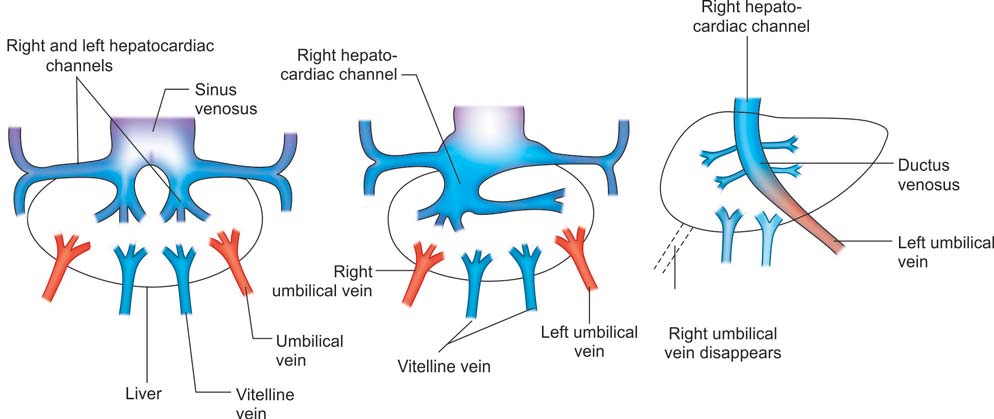 Right and left hepatocardiac
channels
Sinus
venosus
Umbilical
vein
Liver
Vitelline
vein
Right hepato-
cardiac channel
Right
umbilical vein
Vitelline vein
Left umbilical
vein
Right hepato-
cardiac channel
Ductus
venosus
Left umbilical
vein
Right umbilical
vein disappears